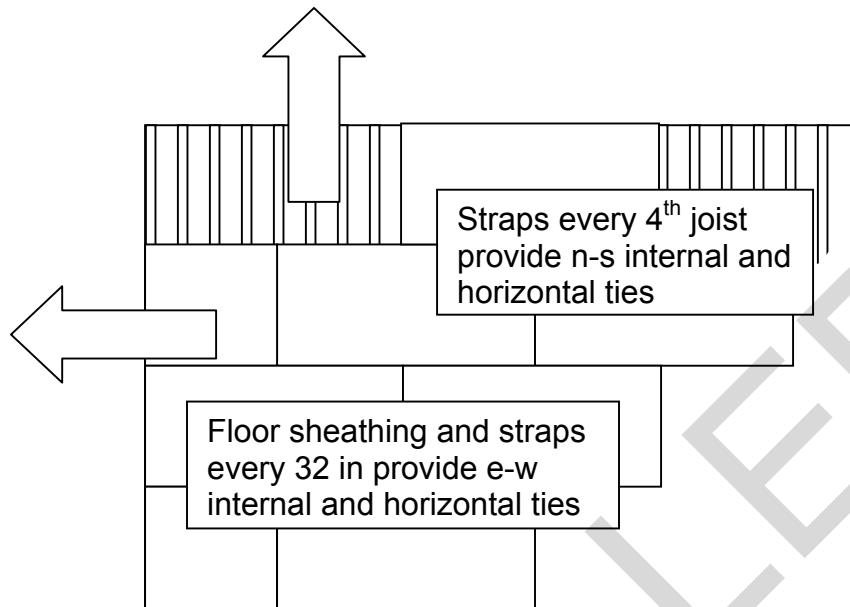 Straps every 4th joist
provide n-s internal and
horizontal ties
Floor sheathing and straps
every 32 in provide e-w
internal and horizontal ties